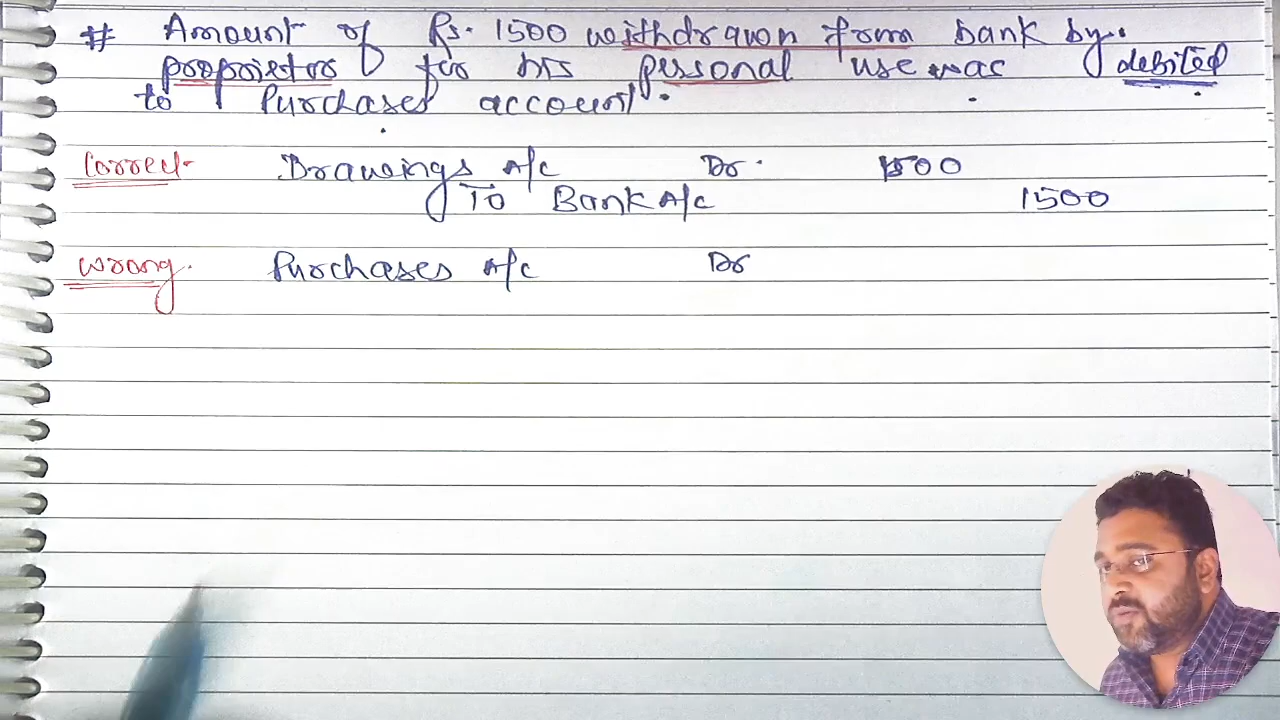 # Amount of Rs. 1500 withdrawn from bank by
proprietor for his personal use was debited
to Purchases account.
Correct Drawings A/c Dr. 1500
To Bank A/c 1500
Wrong. Purchases A/c Dr